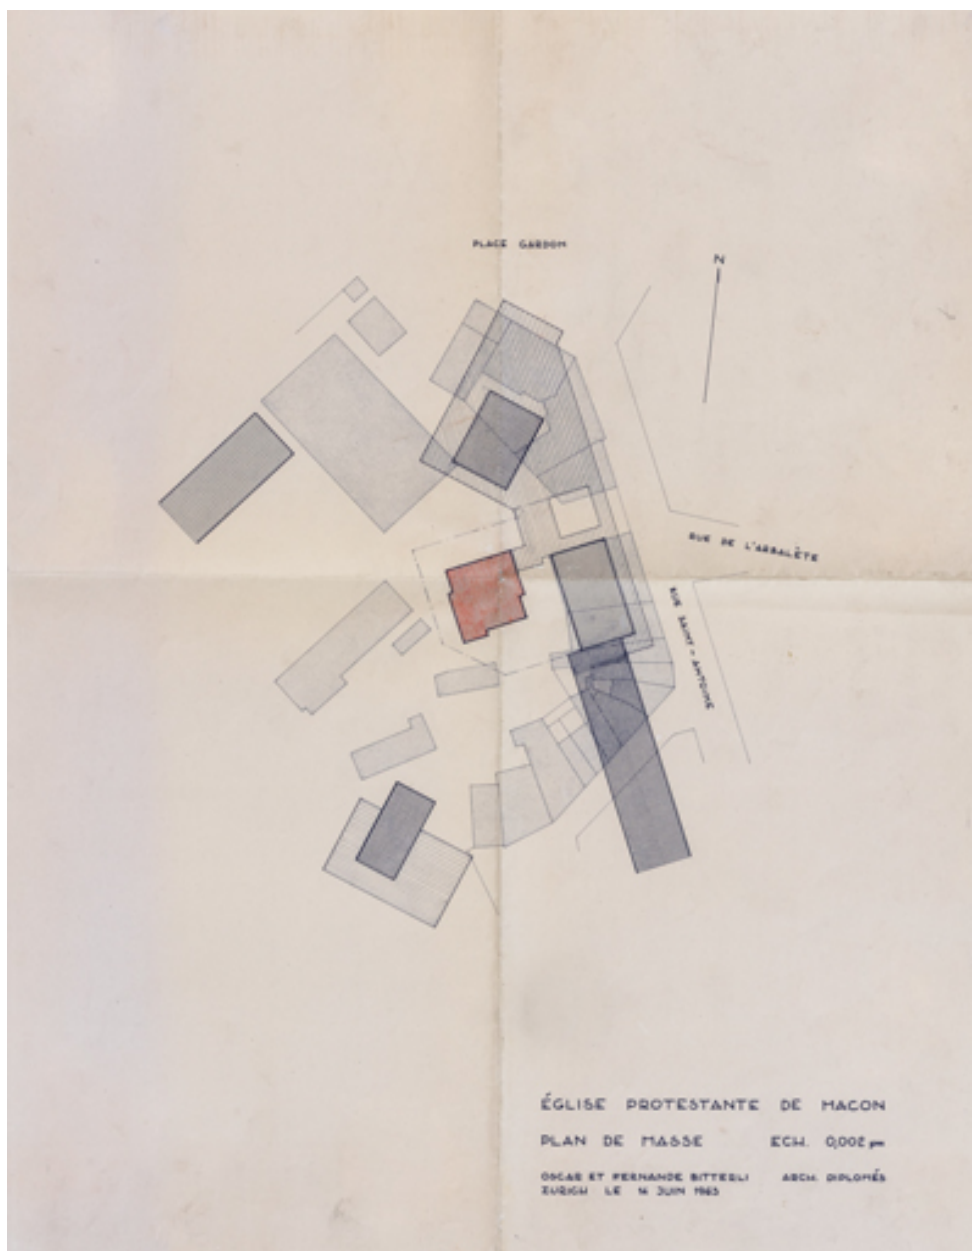 PLACE GARDON
N
RUE DE L'ARBALÈTE
RUE SAINT-ANTOINE
ÉGLISE PROTESTANTE DE MACON
PLAN DE MASSE ECH. 0,002 pm
OSCAR ET FERNANDE BITTERLI ARCH. DIPLOMÉS
ZURICH LE 14 JUIN 1963